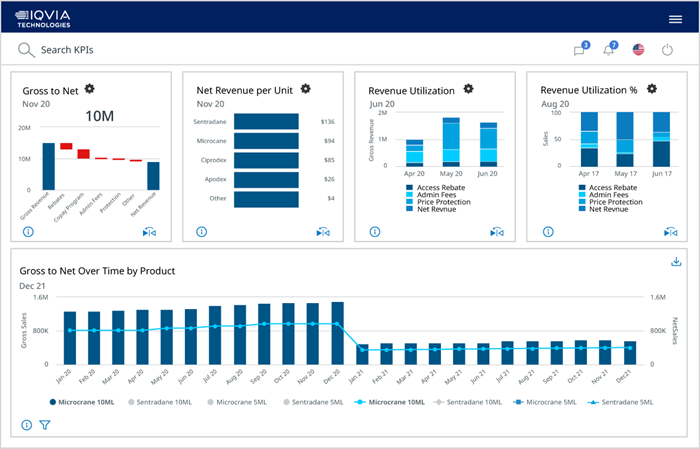 IQVIA
TECHNOLOGIES
Search KPIs
3
7
Gross to Net
Nov 20
10M
20M
10M
0
Gross Revenue
Rebates
Copay Program
Admin Fees
Protection
Other
Net Revenue
Net Revenue per Unit
Nov 20
Sentradane $136
Microcane $94
Ciprodex $85
Apodex $26
Other $4
Revenue Utilization
Jun 20
Gross Revenue
2M
1M
0
Apr 20 May 20 Jun 20
Access Rebate
Admin Fees
Price Protection
Net Revnue
Revenue Utilization %
Aug 20
Sales
100
50
0
Apr 17 May 17 Jun 17
Access Rebate
Admin Fees
Price Protection
Net Revnue
Gross to Net Over Time by Product
Dec 21
Gross Sales
1.6M
800K
0
1.6M
800K
0
NetSales
Jan 20 Feb 20 Mar 20 Apr 20 May 20 Jun 20 Jul 20 Aug 20 Sep 20 Oct 20 Nov 20 Dec 20 Jan 21 Feb 21 Mar 21 Apr 21 May 21 Jun 21 Jul 21 Aug 21 Sep 21 Oct 21 Nov 21 Dec21
Microcrane 10ML Sentradane 10ML Microcrane 5ML Sentradane 5ML Microcrane 10ML Sentradane 10ML Microcrane 5ML Sentradane 5ML